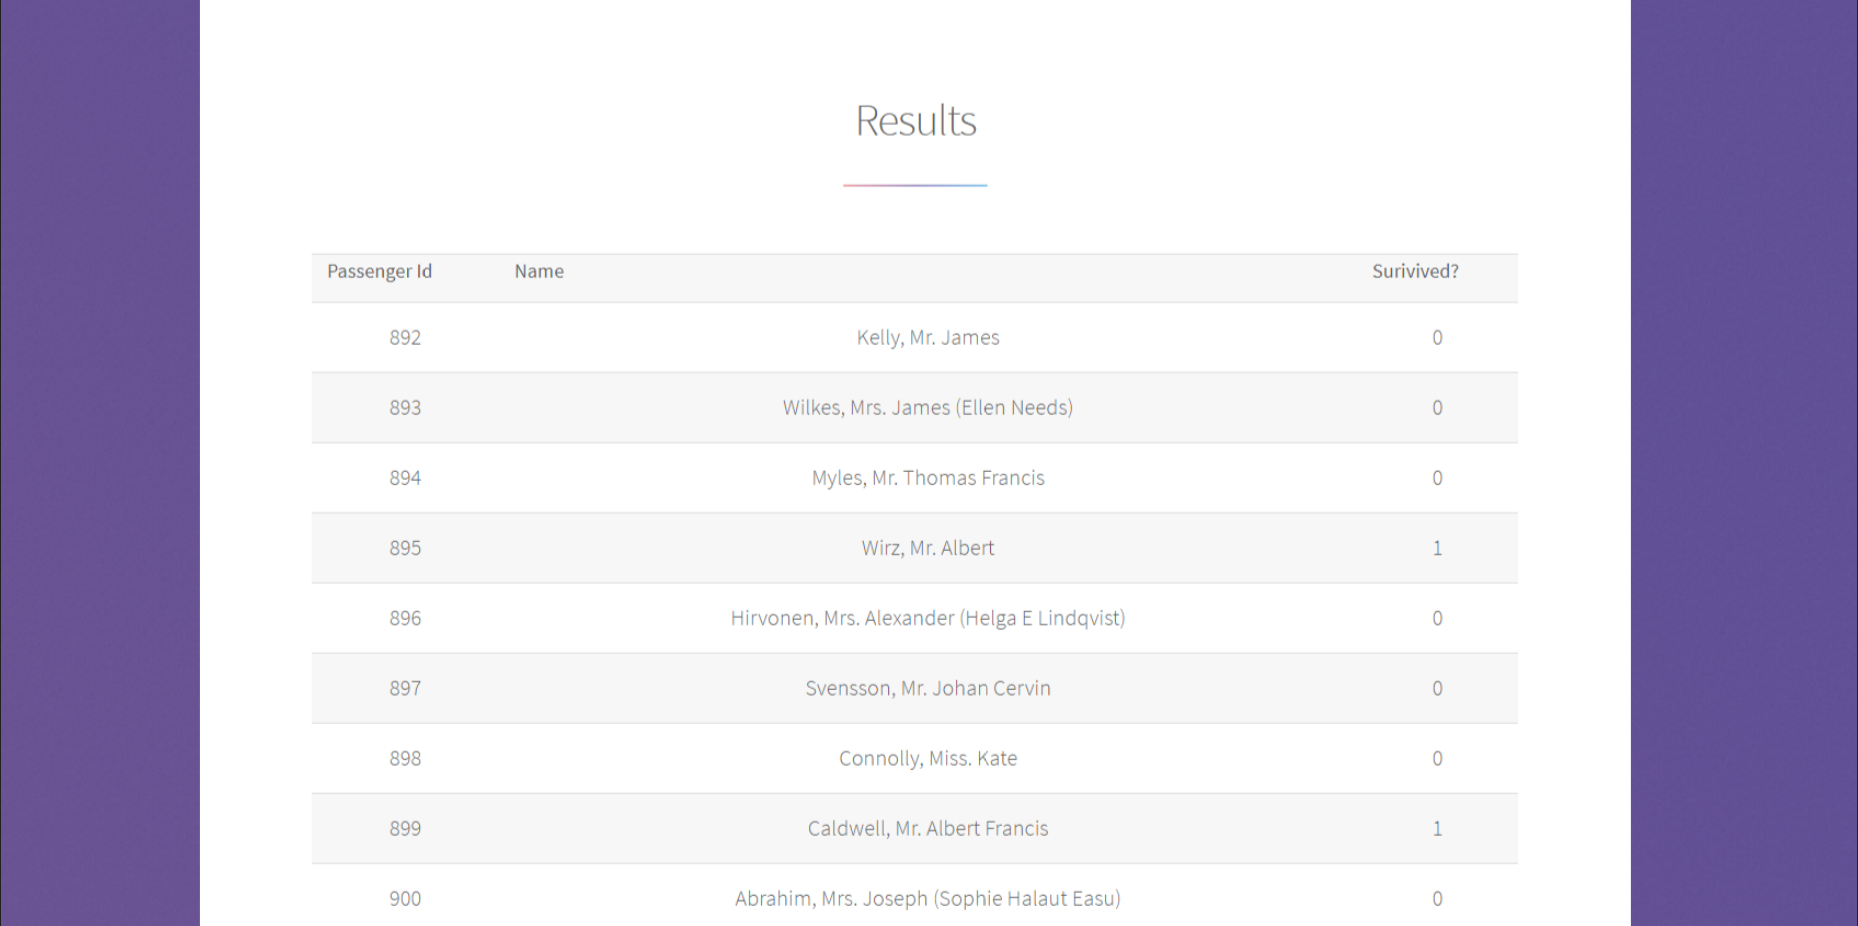 Results
Passenger Id Name Surivived?
892 Kelly, Mr. James 0
893 Wilkes, Mrs. James (Ellen Needs) 0
894 Myles, Mr. Thomas Francis 0
895 Wirz, Mr. Albert 1
896 Hirvonen, Mrs. Alexander (Helga E Lindqvist) 0
897 Svensson, Mr. Johan Cervin 0
898 Connolly, Miss. Kate 0
899 Caldwell, Mr. Albert Francis 1
900 Abrahim, Mrs. Joseph (Sophie Halaut Easu) 0